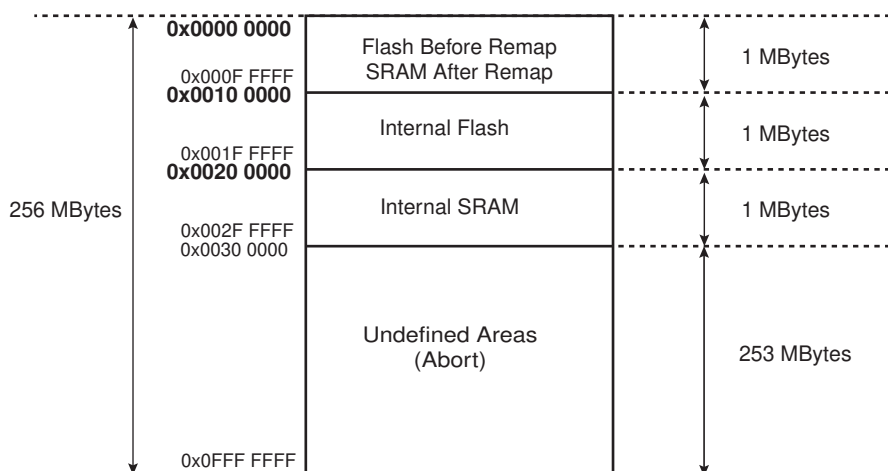 0x0000 0000
Flash Before Remap
SRAM After Remap
1 MBytes
0x000F FFFF
0x0010 0000
Internal Flash
1 MBytes
0x001F FFFF
0x0020 0000
256 MBytes
Internal SRAM
1 MBytes
0x002F FFFF
0x0030 0000
Undefined Areas
(Abort)
253 MBytes
0x0FFF FFFF